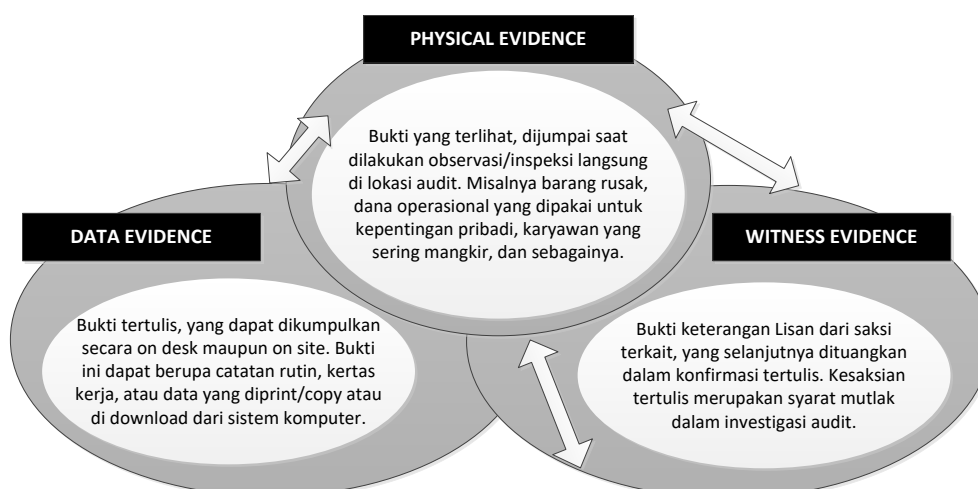 PHYSICAL EVIDENCE
Bukti yang terlihat, dijumpai saat
dilakukan observasi/inspeksi langsung
di lokasi audit. Misalnya barang rusak,
dana operasional yang dipakai untuk
kepentingan pribadi, karyawan yang
sering mangkir, dan sebagainya.
DATA EVIDENCE
Bukti tertulis, yang dapat dikumpulkan
secara on desk maupun on site. Bukti
ini dapat berupa catatan rutin, kertas
kerja, atau data yang diprint/copy atau
di download dari sistem komputer.
WITNESS EVIDENCE
Bukti keterangan Lisan dari saksi
terkait, yang selanjutnya dituangkan
dalam konfirmasi tertulis. Kesaksian
tertulis merupakan syarat mutlak
dalam investigasi audit.